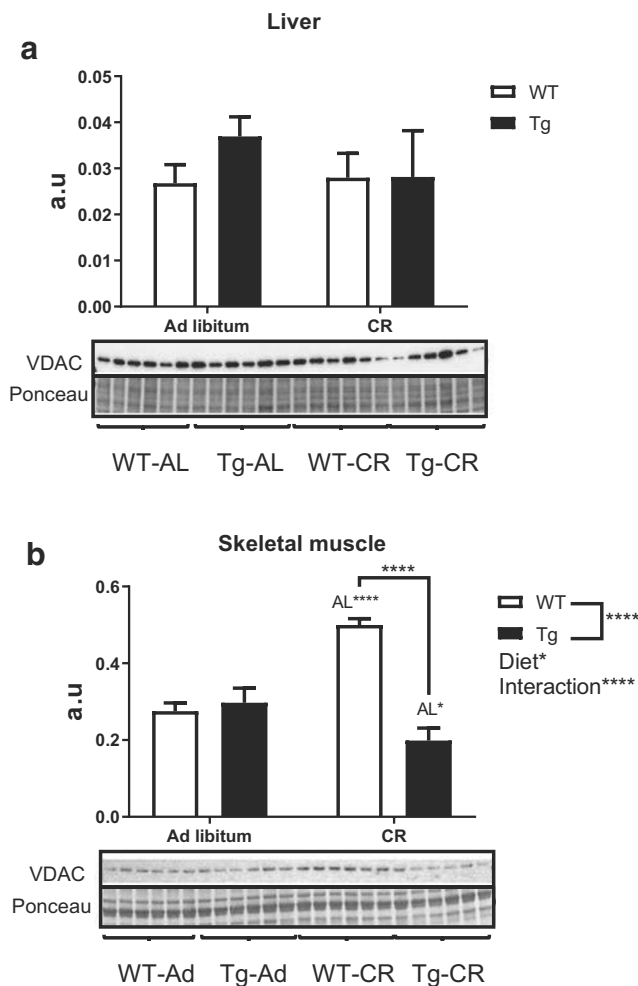 Liver
a
0.05
0.04
0.03
0.02
0.01
0.00
a.u
WT
Tg
Ad libitum CR
VDAC
Ponceau
WT-AL Tg-AL WT-CR Tg-CR
b
Skeletal muscle
0.6
0.4
0.2
0.0
a.u
****
AL****
AL*
WT
Tg
****
Diet*
Interaction****
Ad libitum CR
VDAC
Ponceau
WT-Ad Tg-Ad WT-CR Tg-CR